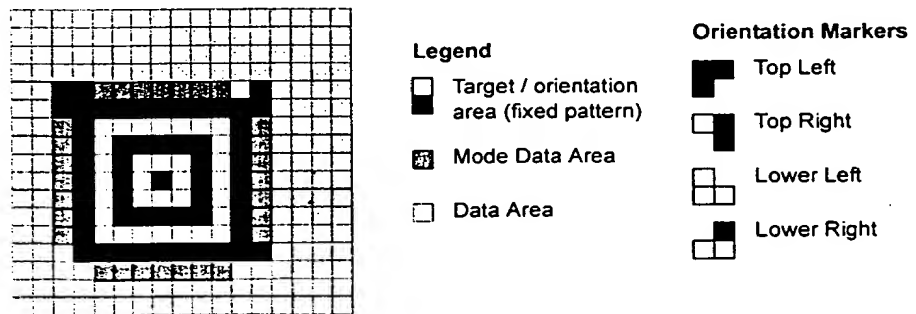 Legend
Target / orientation
area (fixed pattern)
Mode Data Area
Data Area
Orientation Markers
Top Left
Top Right
Lower Left
Lower Right